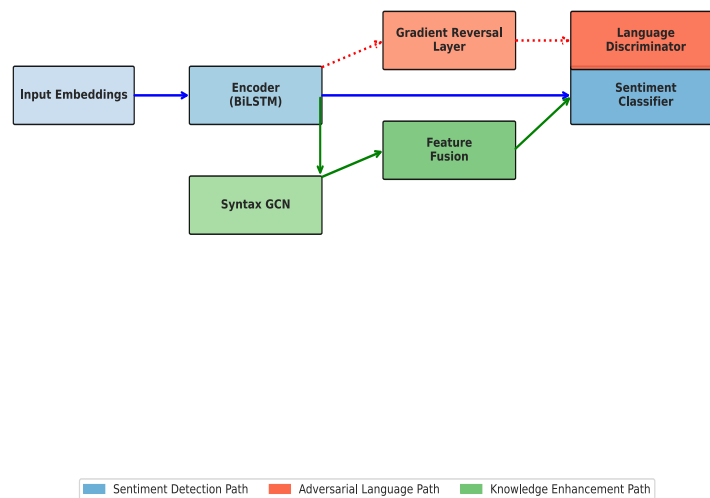 Gradient Reversal
Layer
Language
Discriminator
Input Embeddings
Encoder
(BiLSTM)
Sentiment
Classifier
Feature
Fusion
Syntax GCN
Sentiment Detection Path
Adversarial Language Path
Knowledge Enhancement Path